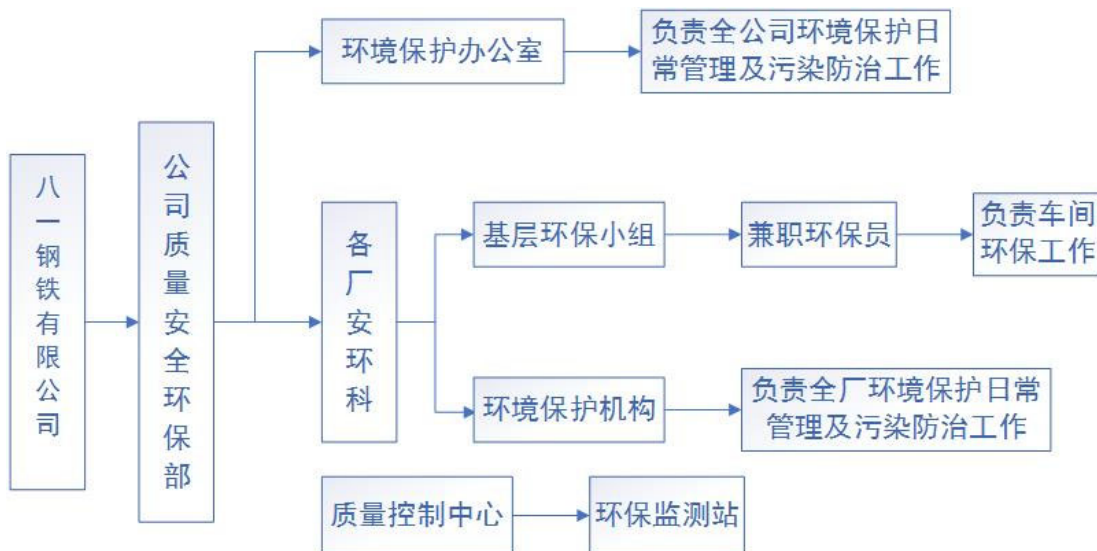 八一钢铁有限公司
公司质量安全环保部
环境保护办公室
负责全公司环境保护日
常管理及污染防治工作
各厂安环科
基层环保小组
兼职环保员
负责车间
环保工作
环境保护机构
负责全厂环境保护日常
管理及污染防治工作
质量控制中心
环保监测站